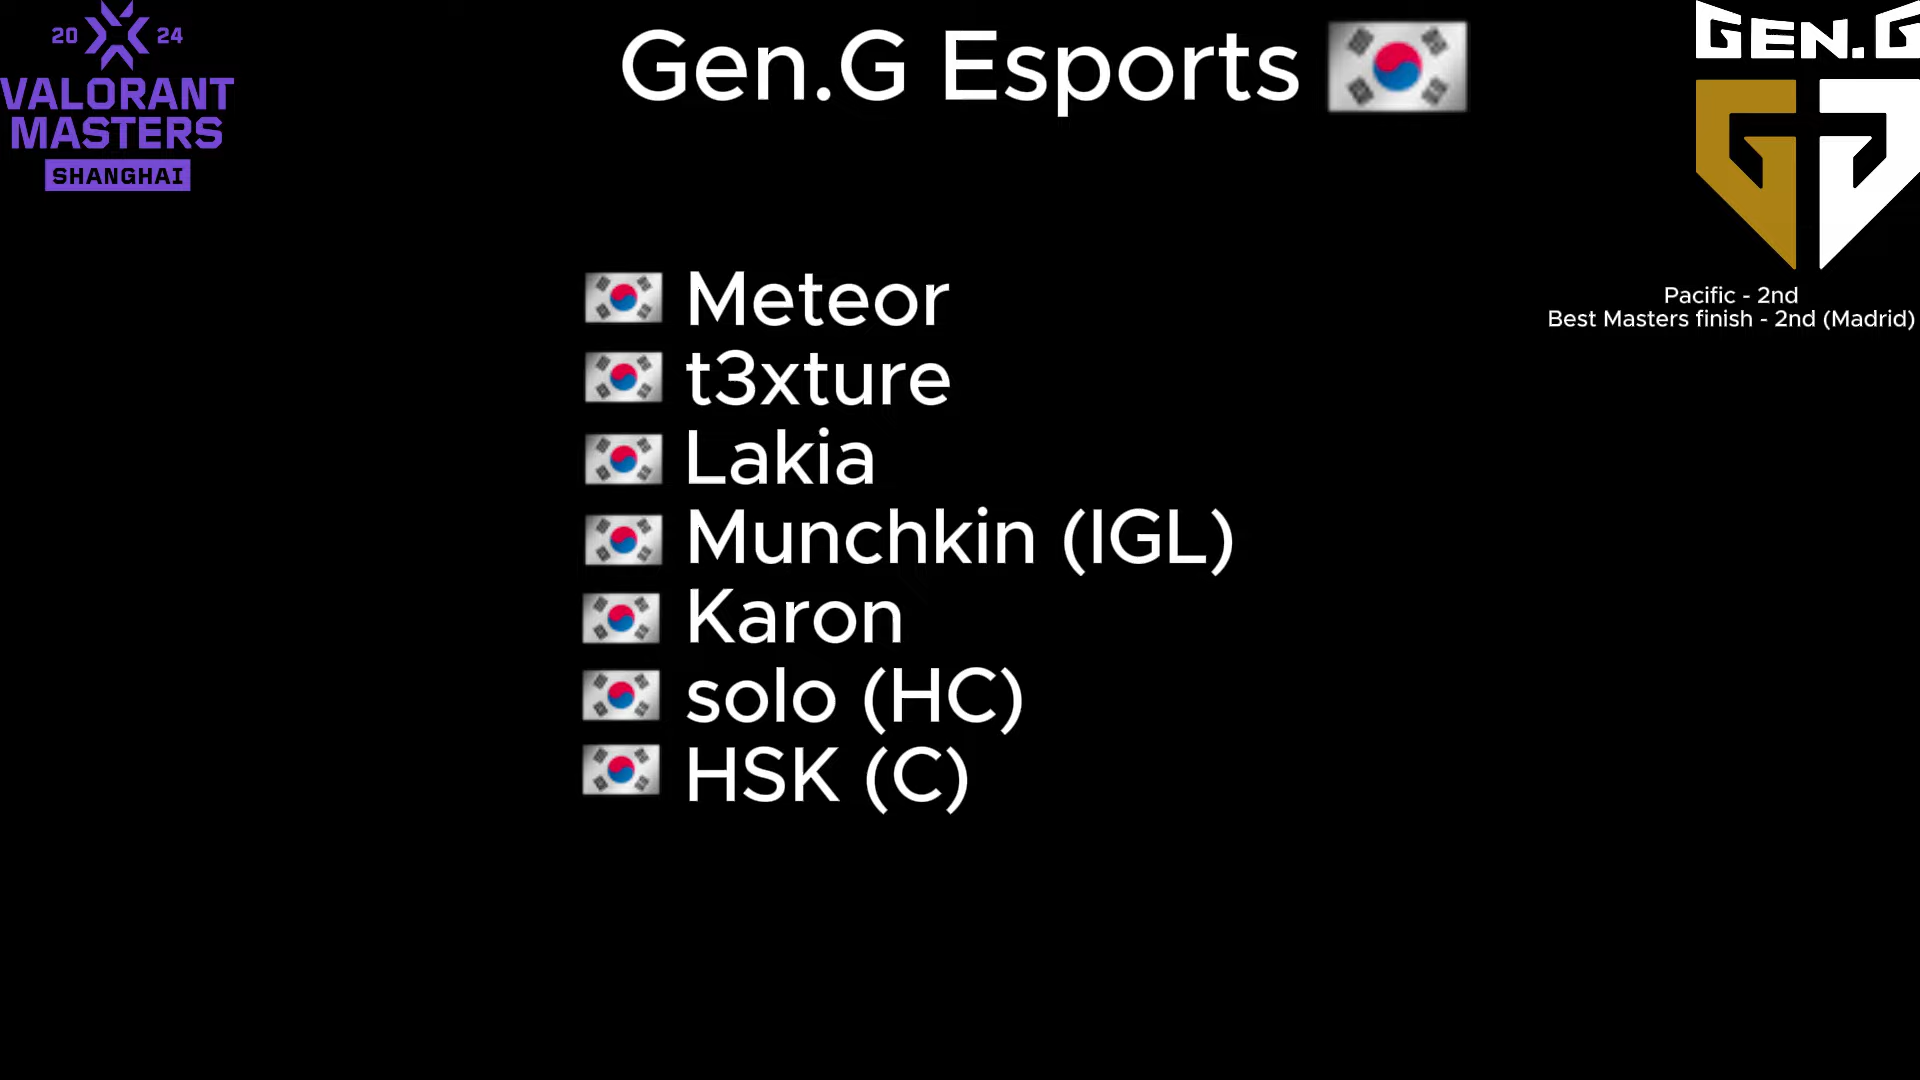 20 24
VALORANT
MASTERS
SHANGHAI
Gen.G Esports
GEN.G
Pacific - 2nd
Best Masters finish - 2nd (Madrid)
Meteor
t3xture
Lakia
Munchkin (IGL)
Karon
solo (HC)
HSK (C)